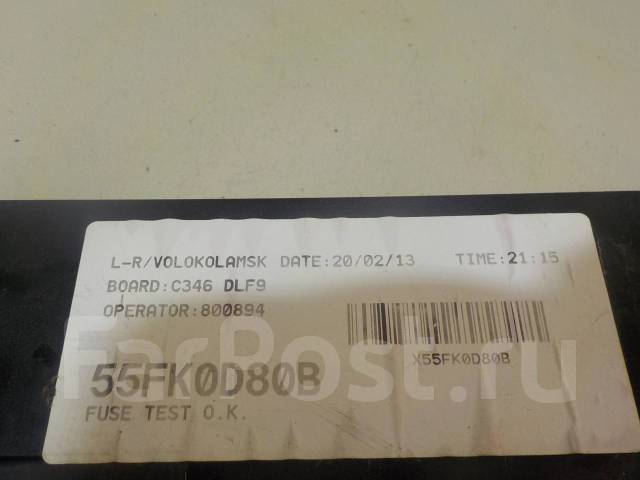 L-R/VOLOKOLAMSK DATE:20/02/13 TIME:21:15
BOARD:C346 DLF9
OPERATOR:800894
X55FK0D80B
55FK0D80B
FUSE TEST O.K.
FarPost.ru